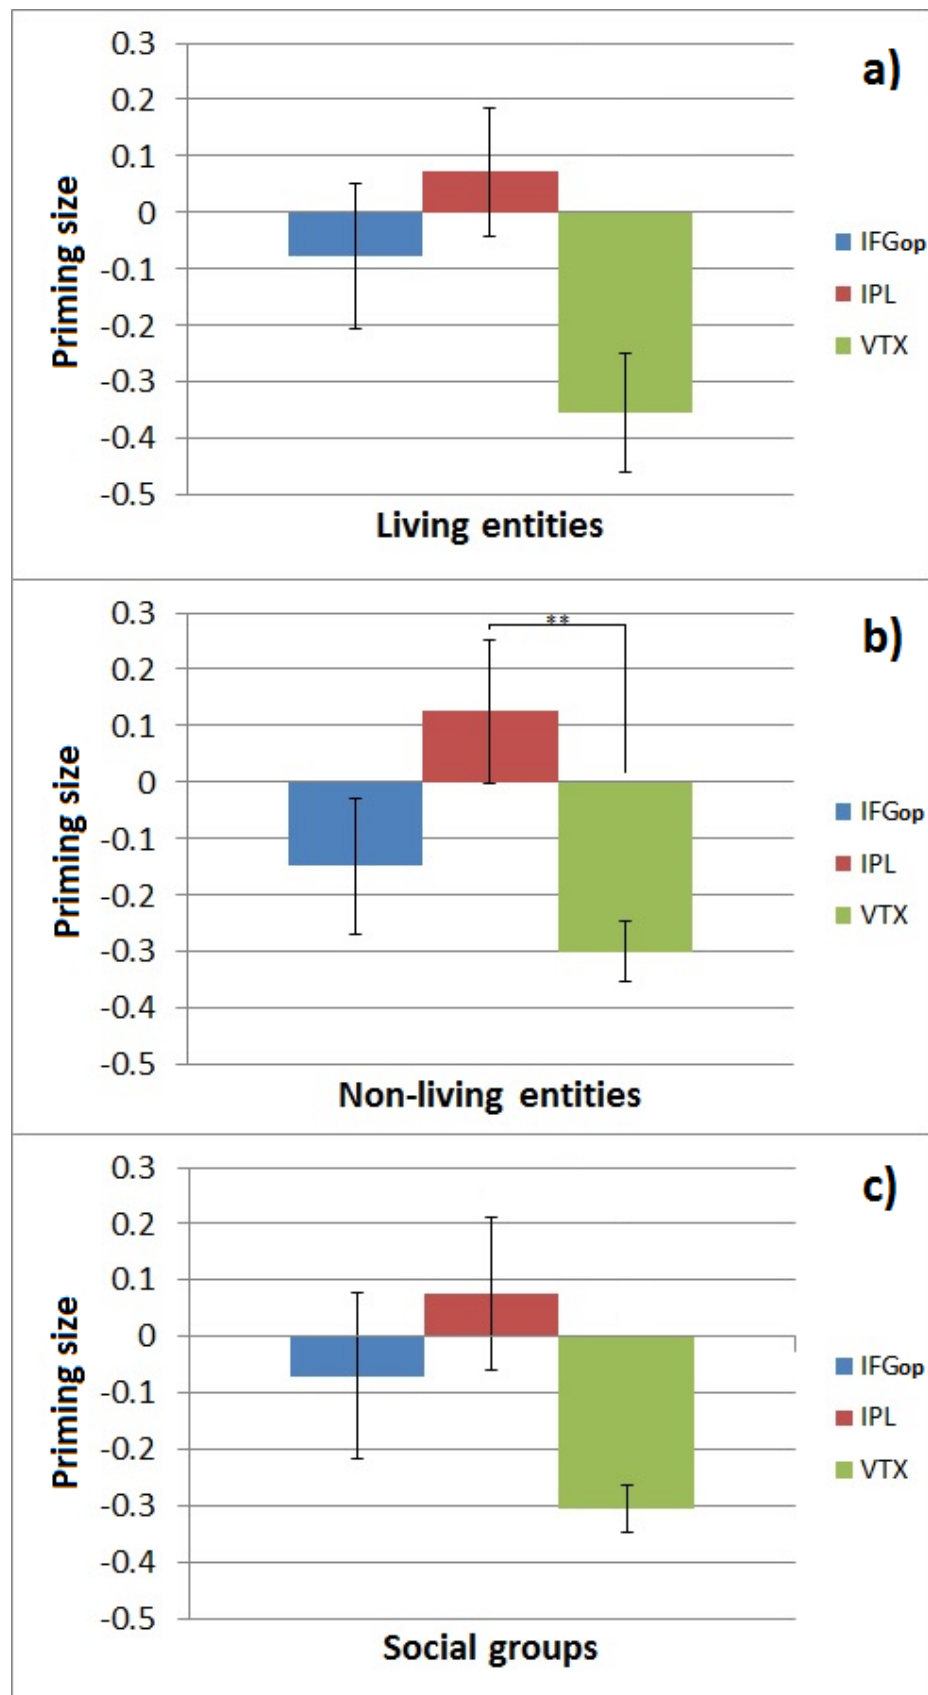 a)
0.3
0.2
0.1
0
-0.1
-0.2
-0.3
-0.4
-0.5
Priming size
Living entities
IFGop
IPL
VTX
b)
**
0.3
0.2
0.1
0
-0.1
-0.2
-0.3
-0.4
-0.5
Priming size
Non-living entities
IFGop
IPL
VTX
c)
0.3
0.2
0.1
0
-0.1
-0.2
-0.3
-0.4
-0.5
Priming size
Social groups
IFGop
IPL
VTX